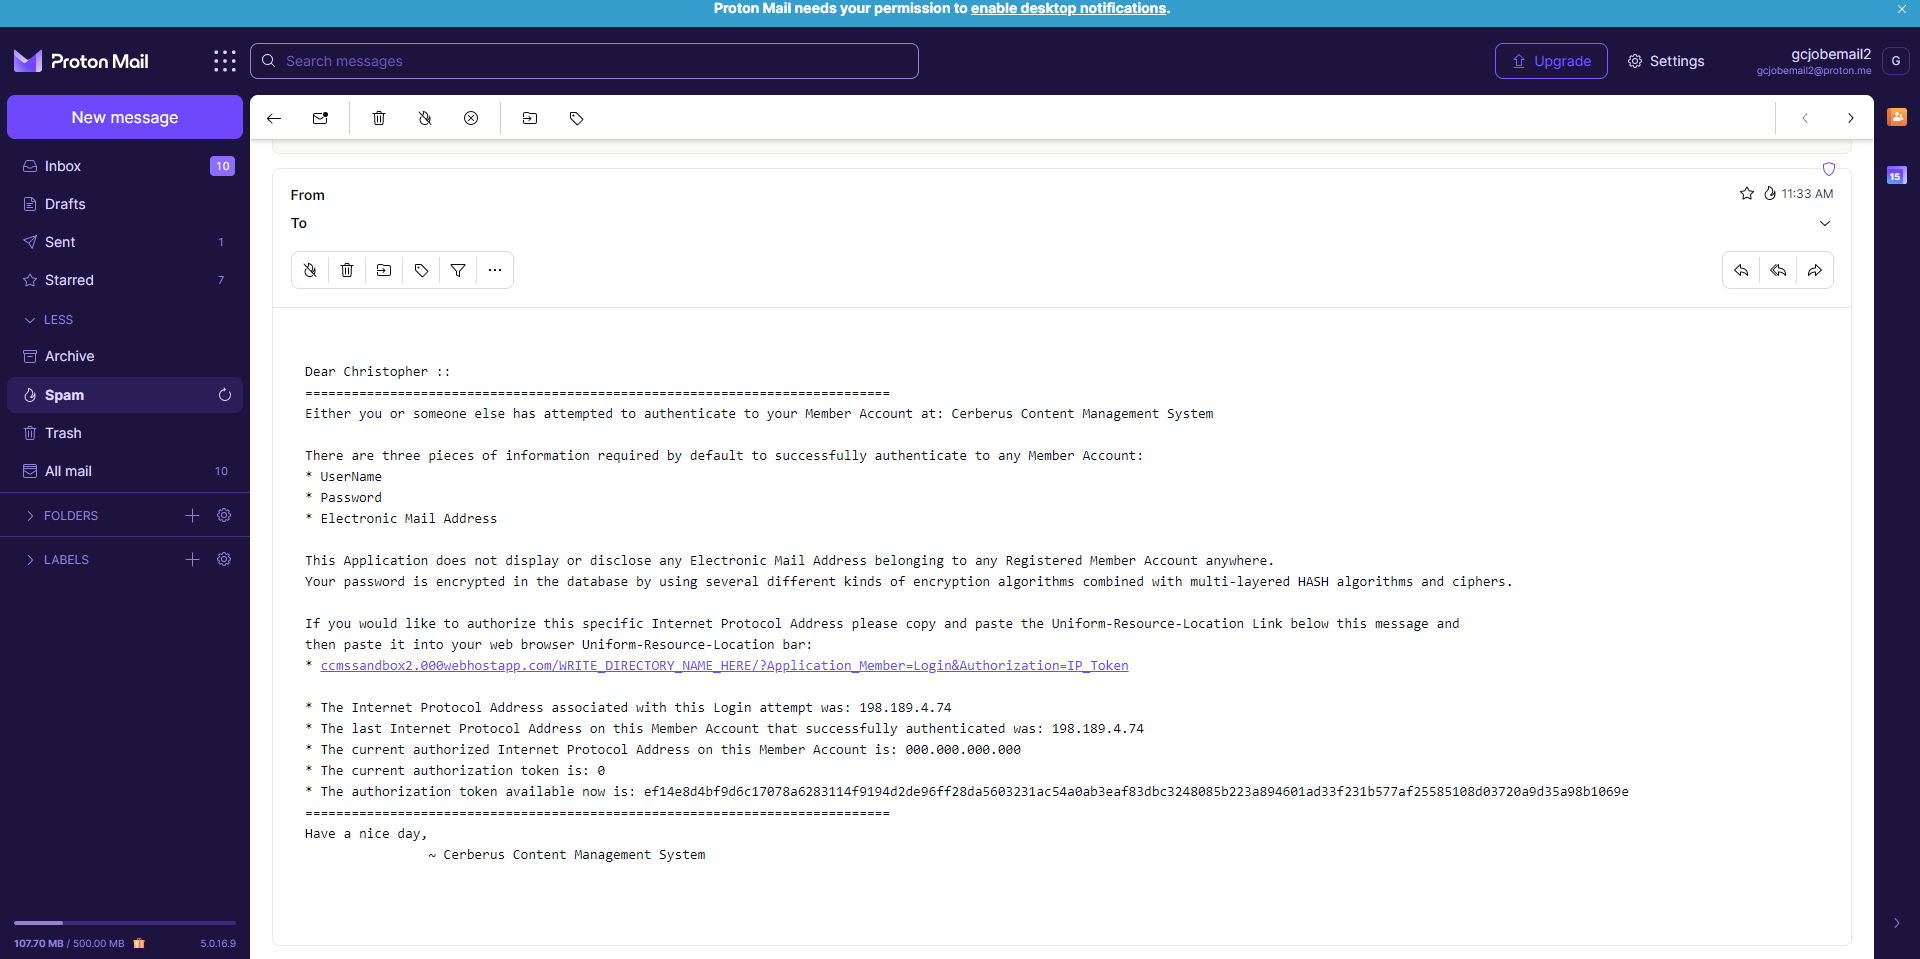 Proton Mail needs your permission to enable desktop notifications.
Proton Mail
Search messages
Upgrade
Settings
gcjobemail2
gcjobemail2@proton.me
G
New message
Inbox 10
Drafts
Sent 1
Starred 7
LESS
Archive
Spam
Trash
All mail 10
FOLDERS
LABELS
107.70 MB / 500.00 MB
5.0.16.9
15
From
11:33 AM
To
Dear Christopher ::
============================================================================
Either you or someone else has attempted to authenticate to your Member Account at: Cerberus Content Management System
There are three pieces of information required by default to successfully authenticate to any Member Account:
* UserName
* Password
* Electronic Mail Address
This Application does not display or disclose any Electronic Mail Address belonging to any Registered Member Account anywhere.
Your password is encrypted in the database by using several different kinds of encryption algorithms combined with multi-layered HASH algorithms and ciphers.
If you would like to authorize this specific Internet Protocol Address please copy and paste the Uniform-Resource-Location Link below this message and
then paste it into your web browser Uniform-Resource-Location bar:
* ccmssandbox2.000webhostapp.com/WRITE_DIRECTORY_NAME_HERE/?Application_Member=Login&Authorization=IP_Token
* The Internet Protocol Address associated with this Login attempt was: 198.189.4.74
* The last Internet Protocol Address on this Member Account that successfully authenticated was: 198.189.4.74
* The current authorized Internet Protocol Address on this Member Account is: 000.000.000.000
* The current authorization token is: 0
* The authorization token available now is: ef14e8d4bf9d6c17078a6283114f9194d2de96ff28da5603231ac54a0ab3eaf83dbc3248085b223a894601ad33f231b577af25585108d03720a9d35a98b1069e
============================================================================
Have a nice day,
~ Cerberus Content Management System